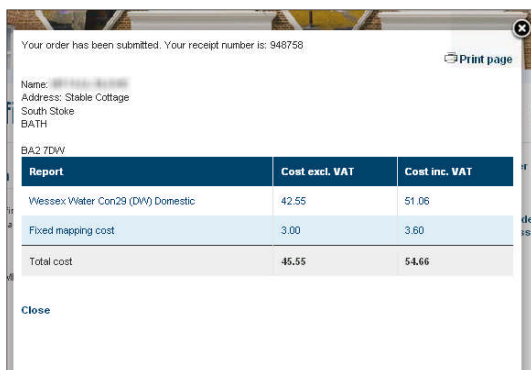 Your order has been submitted. Your receipt number is: 948758
Print page
Name:
Address: Stable Cottage
South Stoke
BATH
BA2 7DW
Report Cost excl. VAT Cost inc. VAT
Wessex Water Con29 (DW) Domestic 42.55 51.06
Fixed mapping cost 3.00 3.60
Total cost 45.55 54.66
Close